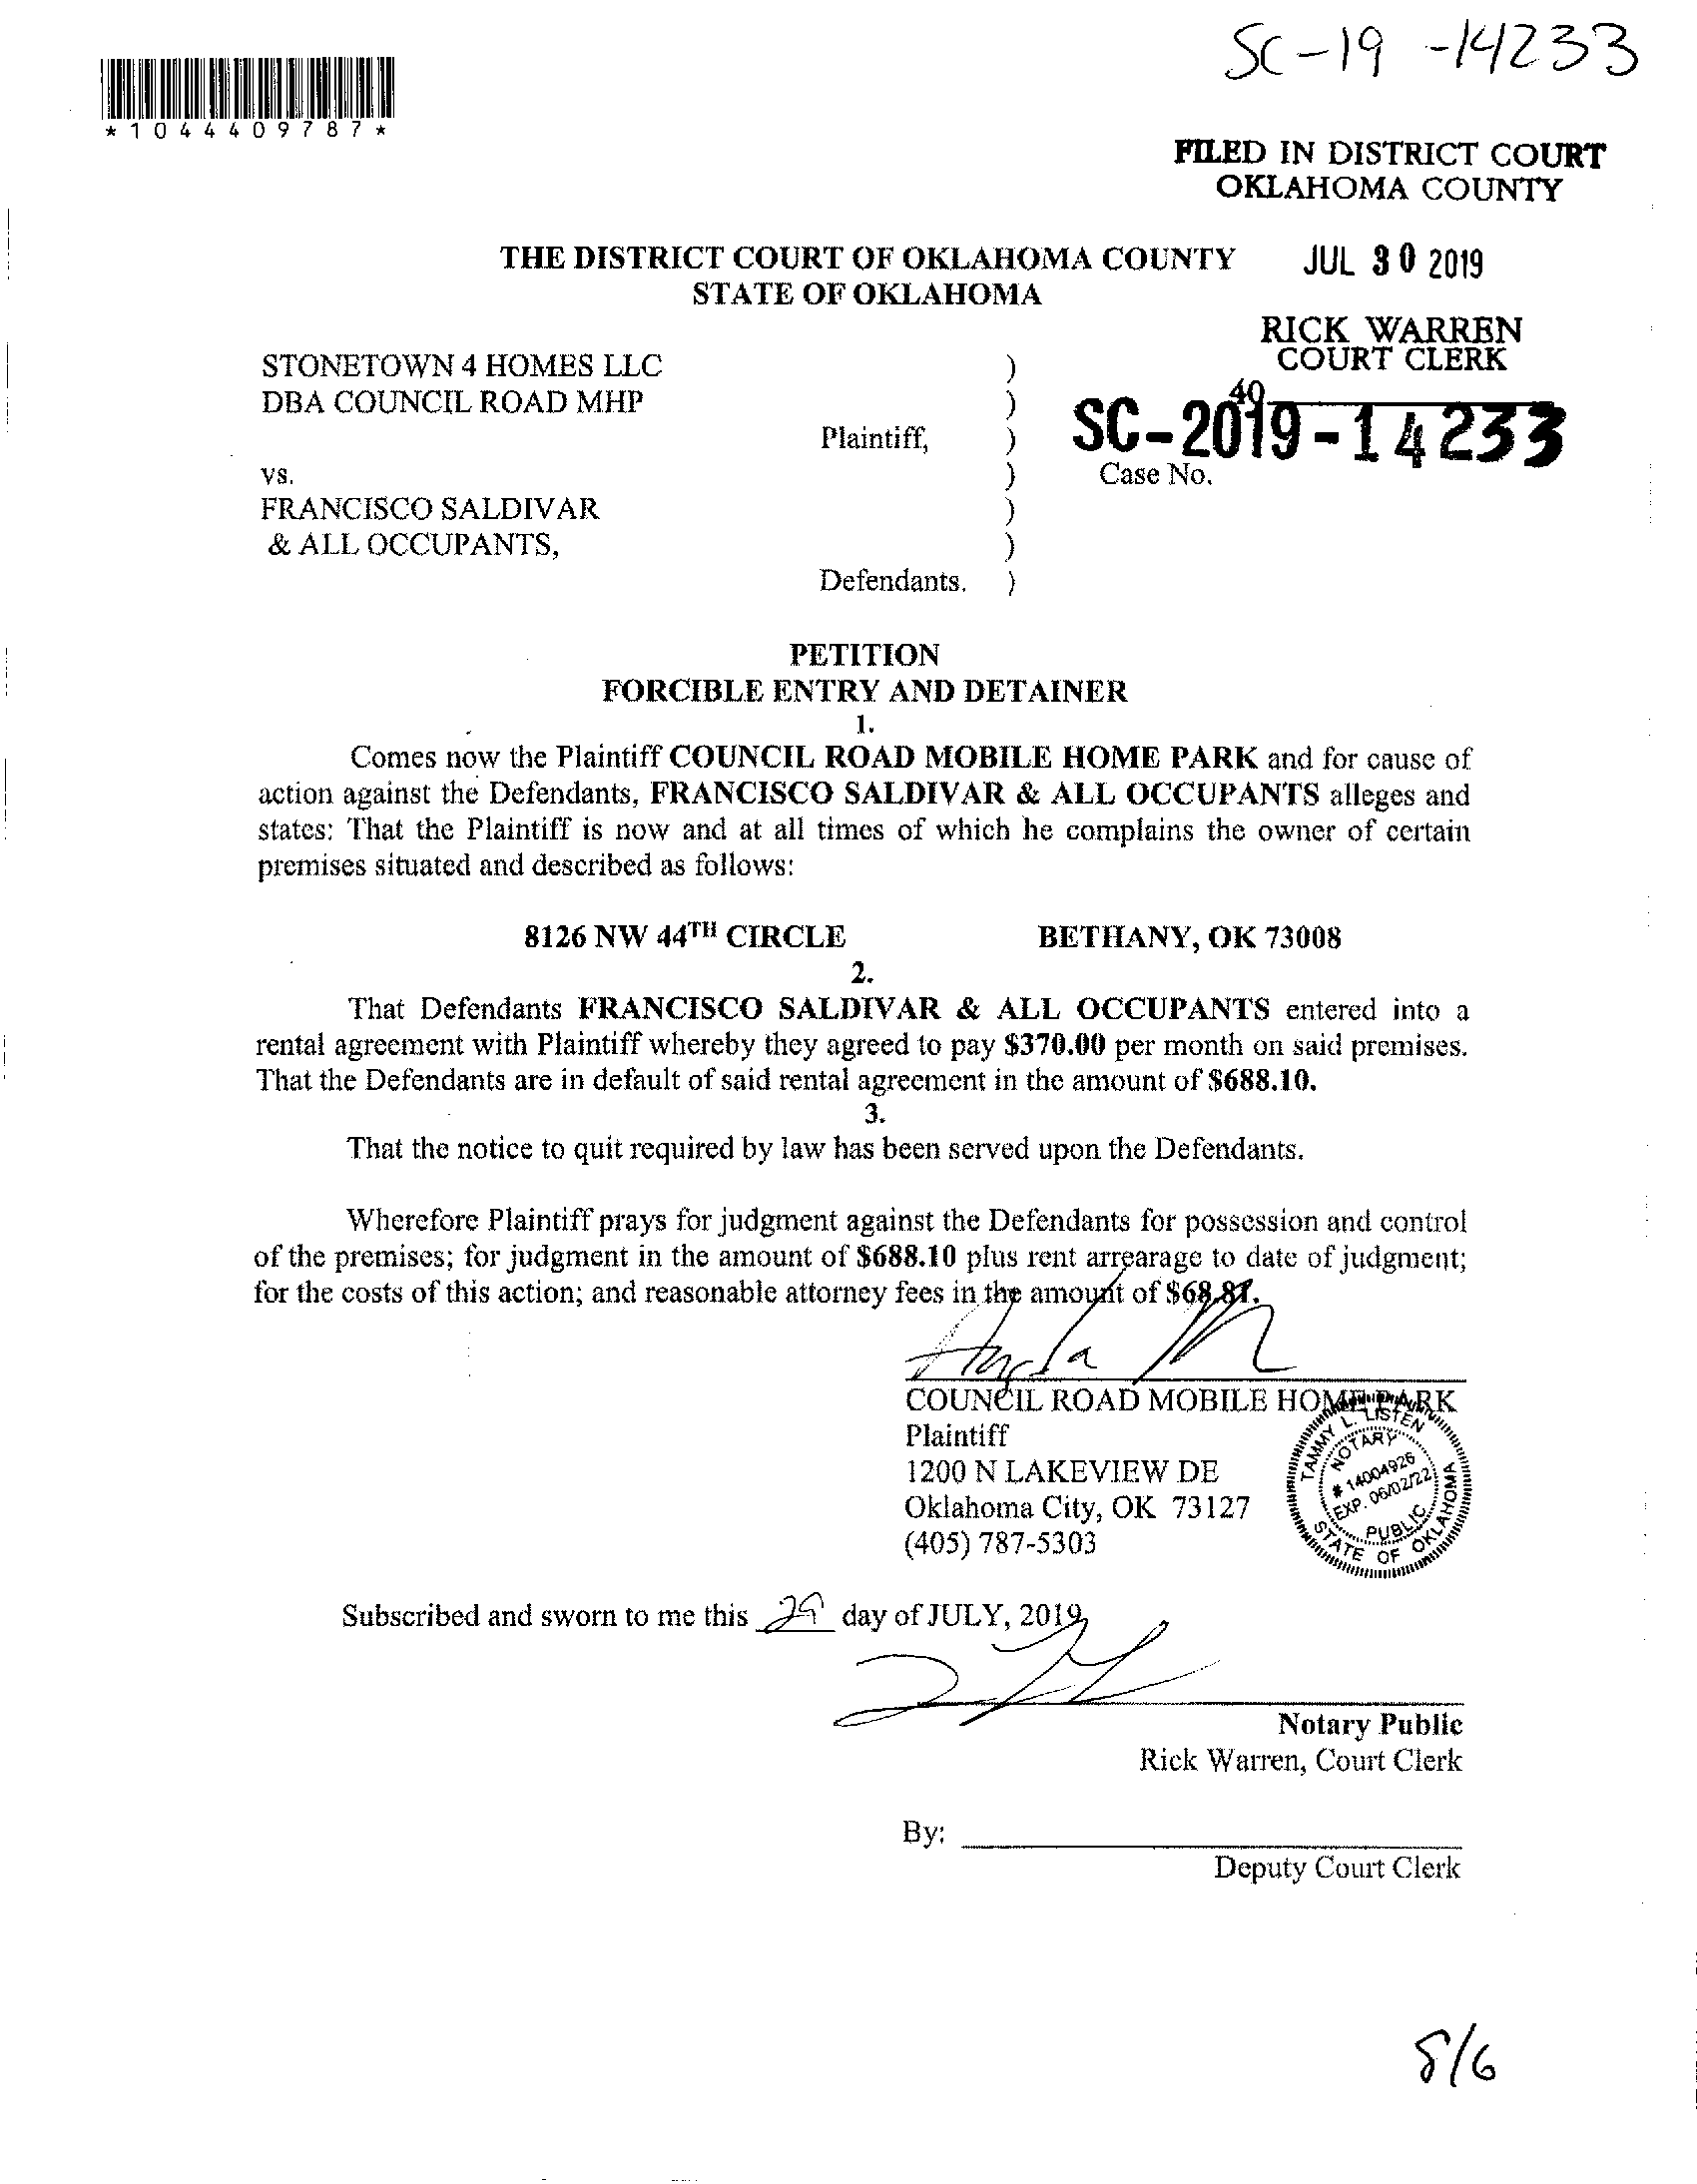 SC-19-14233
*1044409787*
FILED IN DISTRICT COURT
OKLAHOMA COUNTY
THE DISTRICT COURT OF OKLAHOMA COUNTY
STATE OF OKLAHOMA
JUL 30 2019
RICK WARREN
COURT CLERK
40
STONETOWN 4 HOMES LLC )
DBA COUNCIL ROAD MHP )
Plaintiff, ) SC-2019-14233
vs. ) Case No.
FRANCISCO SALDIVAR )
& ALL OCCUPANTS, )
Defendants. )
PETITION
FORCIBLE ENTRY AND DETAINER
1.
Comes now the Plaintiff COUNCIL ROAD MOBILE HOME PARK and for cause of
action against the Defendants, FRANCISCO SALDIVAR & ALL OCCUPANTS alleges and
states: That the Plaintiff is now and at all times of which he complains the owner of certain
premises situated and described as follows:
8126 NW 44TH CIRCLE BETHANY, OK 73008
2.
That Defendants FRANCISCO SALDIVAR & ALL OCCUPANTS entered into a
rental agreement with Plaintiff whereby they agreed to pay $370.00 per month on said premises.
That the Defendants are in default of said rental agreement in the amount of $688.10.
3.
That the notice to quit required by law has been served upon the Defendants.
Wherefore Plaintiff prays for judgment against the Defendants for possession and control
of the premises; for judgment in the amount of $688.10 plus rent arrearage to date of judgment;
for the costs of this action; and reasonable attorney fees in the amount of $68.81.
COUNCIL ROAD MOBILE HOME PARK
Plaintiff
1200 N LAKEVIEW DE
Oklahoma City, OK 73127
(405) 787-5303
TAMMY L. LISTEN
NOTARY
# 14004926
EXP. 06/02/22
PUBLIC
STATE OF OKLAHOMA
Subscribed and sworn to me this 29 day of JULY, 2019
Notary Public
Rick Warren, Court Clerk
By:
Deputy Court Clerk
8/6